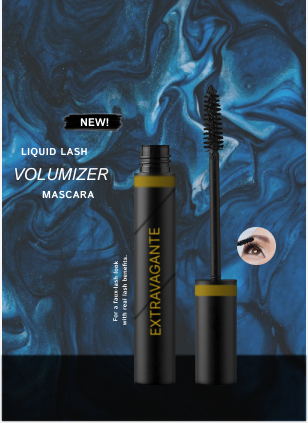 NEW!
LIQUID LASH
VOLUMIZER
MASCARA
For a faux lash look
with real lash benefits.
EXTRAVAGANTE